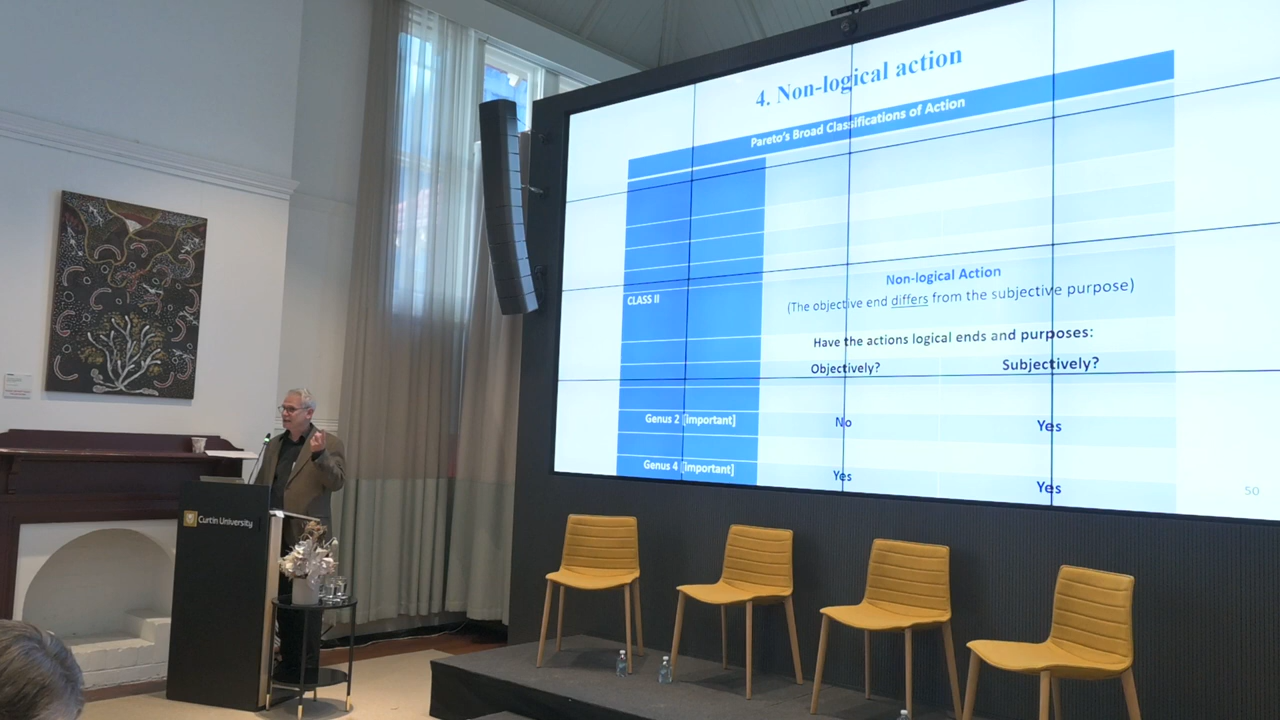 4. Non-logical action
Pareto's Broad Classifications of Action
CLASS II
Non-logical Action
(The objective end differs from the subjective purpose)
Have the actions logical ends and purposes:
Objectively?
Subjectively?
Genus 2 [important]
No
Yes
Genus 4 [important]
Yes
Yes
50
Curtin University